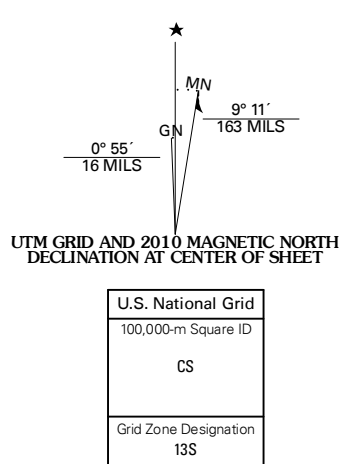 MN
GN
9° 11´
163 MILS
0° 55´
16 MILS
UTM GRID AND 2010 MAGNETIC NORTH
DECLINATION AT CENTER OF SHEET
U.S. National Grid
100,000-m Square ID
CS
Grid Zone Designation
13S